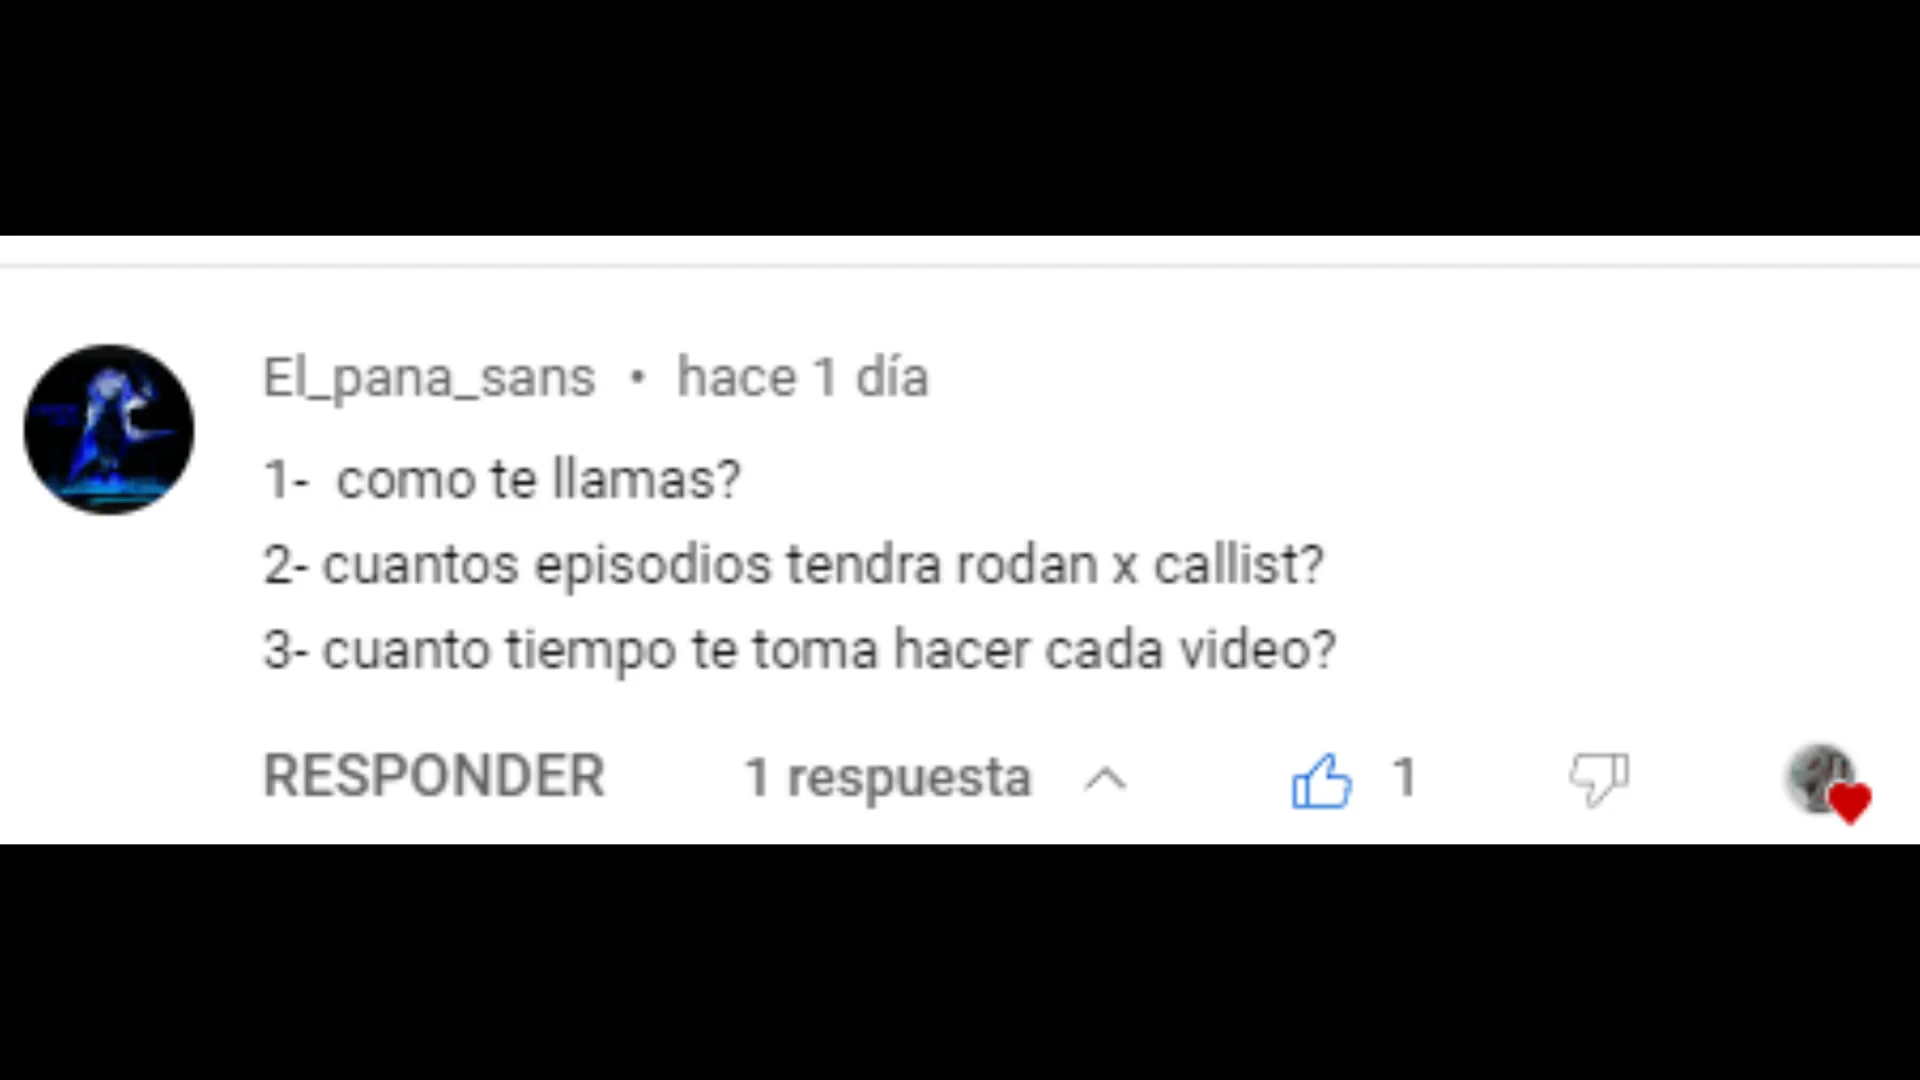 El_pana_sans • hace 1 día
1- como te llamas?
2- cuantos episodios tendra rodan x callist?
3- cuanto tiempo te toma hacer cada video?
RESPONDER 1 respuesta 1